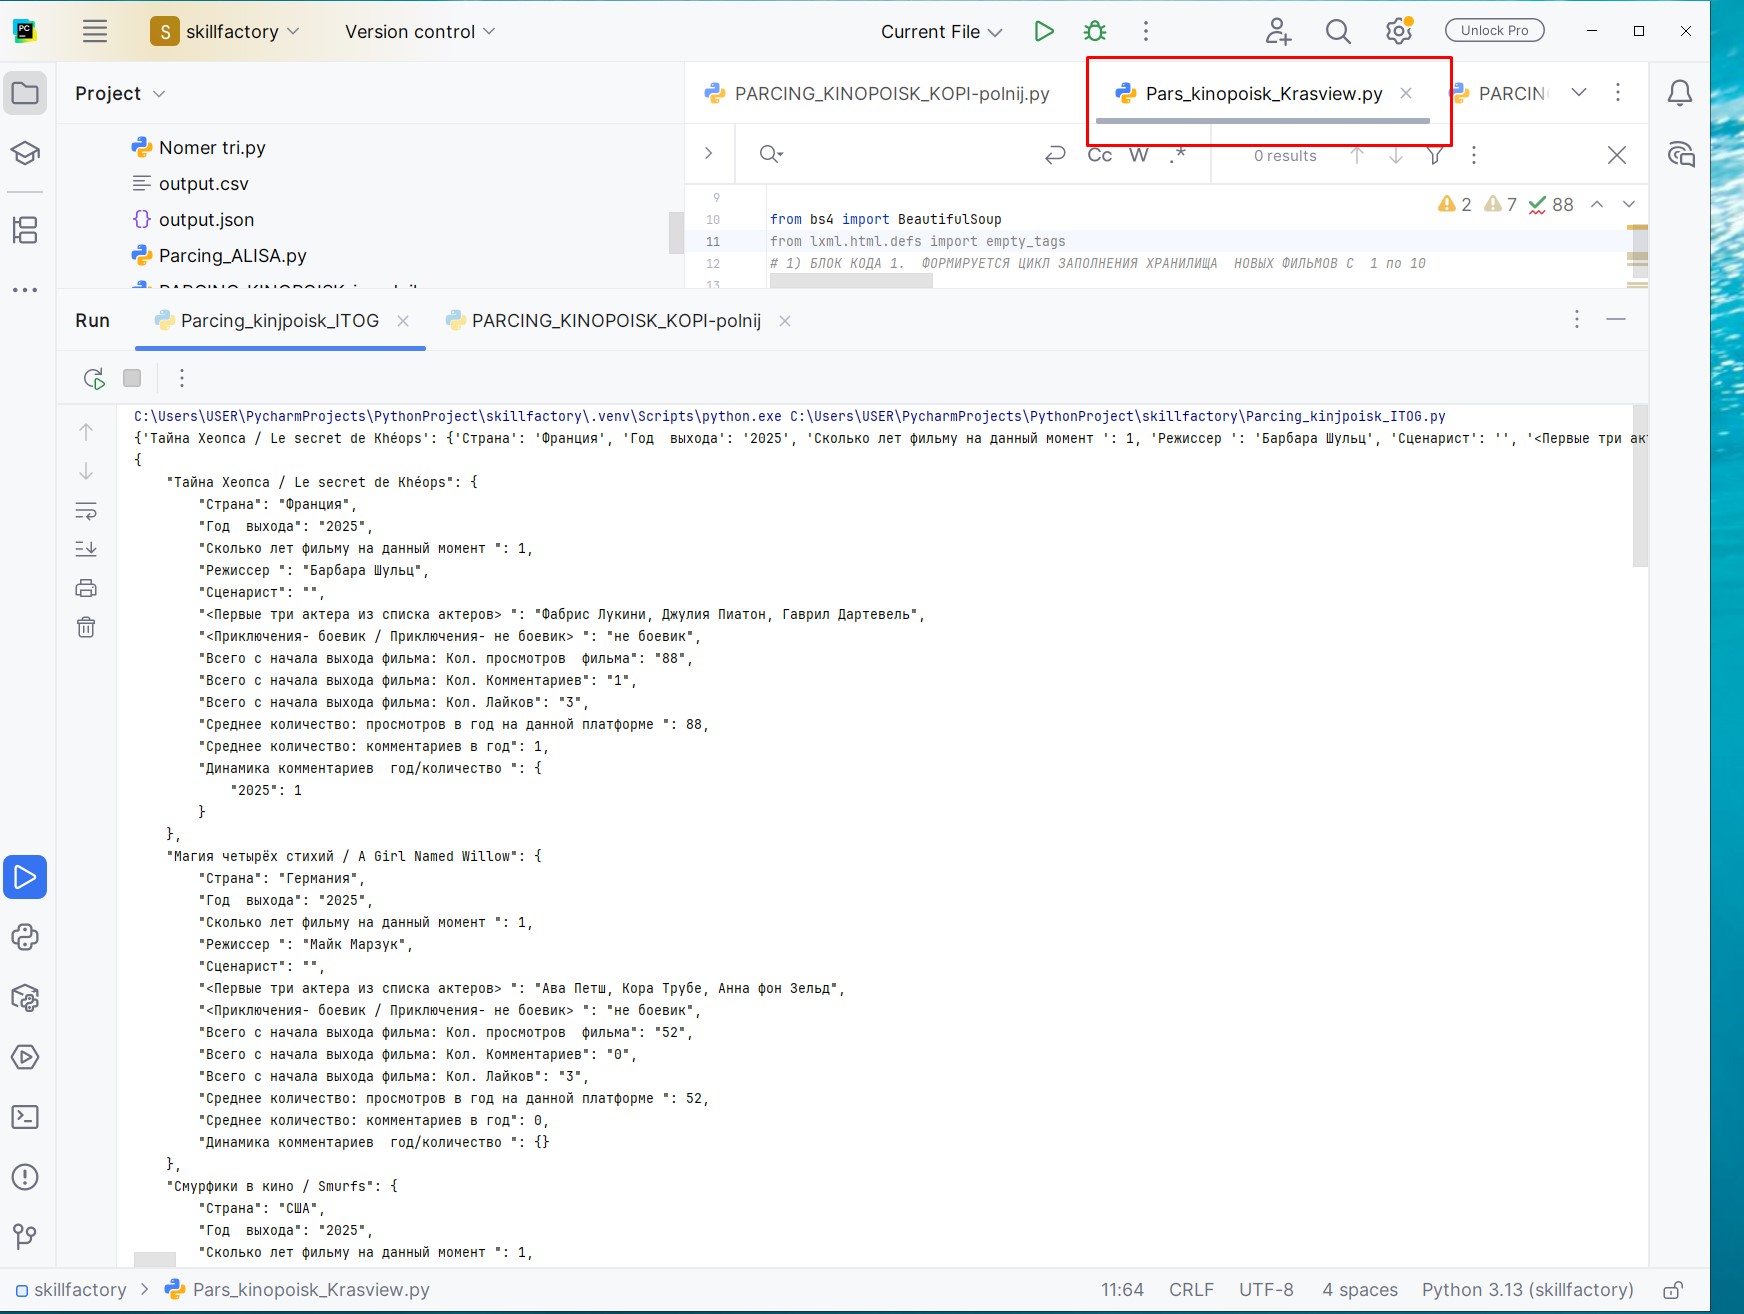 PC
S skillfactory
Version control
Current File
Unlock Pro
Project
PARCING_KINOPOISK_KOPI-polnij.py
Pars_kinopoisk_Krasview.py
PARCIN
Nomer tri.py
output.csv
output.json
Parcing_ALISA.py
Cc W .*
0 results
9
10 from bs4 import BeautifulSoup
11 from lxml.html.defs import empty_tags
12 # 1) БЛОК КОДА 1. ФОРМИРУЕТСЯ ЦИКЛ ЗАПОЛНЕНИЯ ХРАНИЛИЩА НОВЫХ ФИЛЬМОВ С 1 по 10
13
2 7 88
Run
Parcing_kinjpoisk_ITOG
PARCING_KINOPOISK_KOPI-polnij
C:\Users\USER\PycharmProjects\PythonProject\skillfactory\.venv\Scripts\python.exe C:\Users\USER\PycharmProjects\PythonProject\skillfactory\Parcing_kinjpoisk_ITOG.py
{'Тайна Хеопса / Le secret de Khéops': {'Страна': 'Франция', 'Год  выхода': '2025', 'Сколько лет фильму на данный момент ': 1, 'Режиссер ': 'Барбара Шульц', 'Сценарист': '', '<Первые три ак
{
"Тайна Хеопса / Le secret de Khéops": {
"Страна": "Франция",
"Год  выхода": "2025",
"Сколько лет фильму на данный момент ": 1,
"Режиссер ": "Барбара Шульц",
"Сценарист": "",
"<Первые три актера из списка актеров> ": "Фабрис Лукини, Джулия Пиатон, Гаврил Дартевель",
"<Приключения- боевик / Приключения- не боевик> ": "не боевик",
"Всего с начала выхода фильма: Кол. просмотров  фильма": "88",
"Всего с начала выхода фильма: Кол. Комментариев": "1",
"Всего с начала выхода фильма: Кол. Лайков": "3",
"Среднее количество: просмотров в год на данной платформе ": 88,
"Среднее количество: комментариев в год": 1,
"Динамика комментариев  год/количество ": {
"2025": 1
}
},
"Магия четырёх стихий / A Girl Named Willow": {
"Страна": "Германия",
"Год  выхода": "2025",
"Сколько лет фильму на данный момент ": 1,
"Режиссер ": "Майк Марзук",
"Сценарист": "",
"<Первые три актера из списка актеров> ": "Ава Петш, Кора Трубе, Анна фон Зельд",
"<Приключения- боевик / Приключения- не боевик> ": "не боевик",
"Всего с начала выхода фильма: Кол. просмотров  фильма": "52",
"Всего с начала выхода фильма: Кол. Комментариев": "0",
"Всего с начала выхода фильма: Кол. Лайков": "3",
"Среднее количество: просмотров в год на данной платформе ": 52,
"Среднее количество: комментариев в год": 0,
"Динамика комментариев  год/количество ": {}
},
"Смурфики в кино / Smurfs": {
"Страна": "США",
"Год  выхода": "2025",
"Сколько лет фильму на данный момент ": 1,
skillfactory > Pars_kinopoisk_Krasview.py
11:64 CRLF UTF-8 4 spaces Python 3.13 (skillfactory)